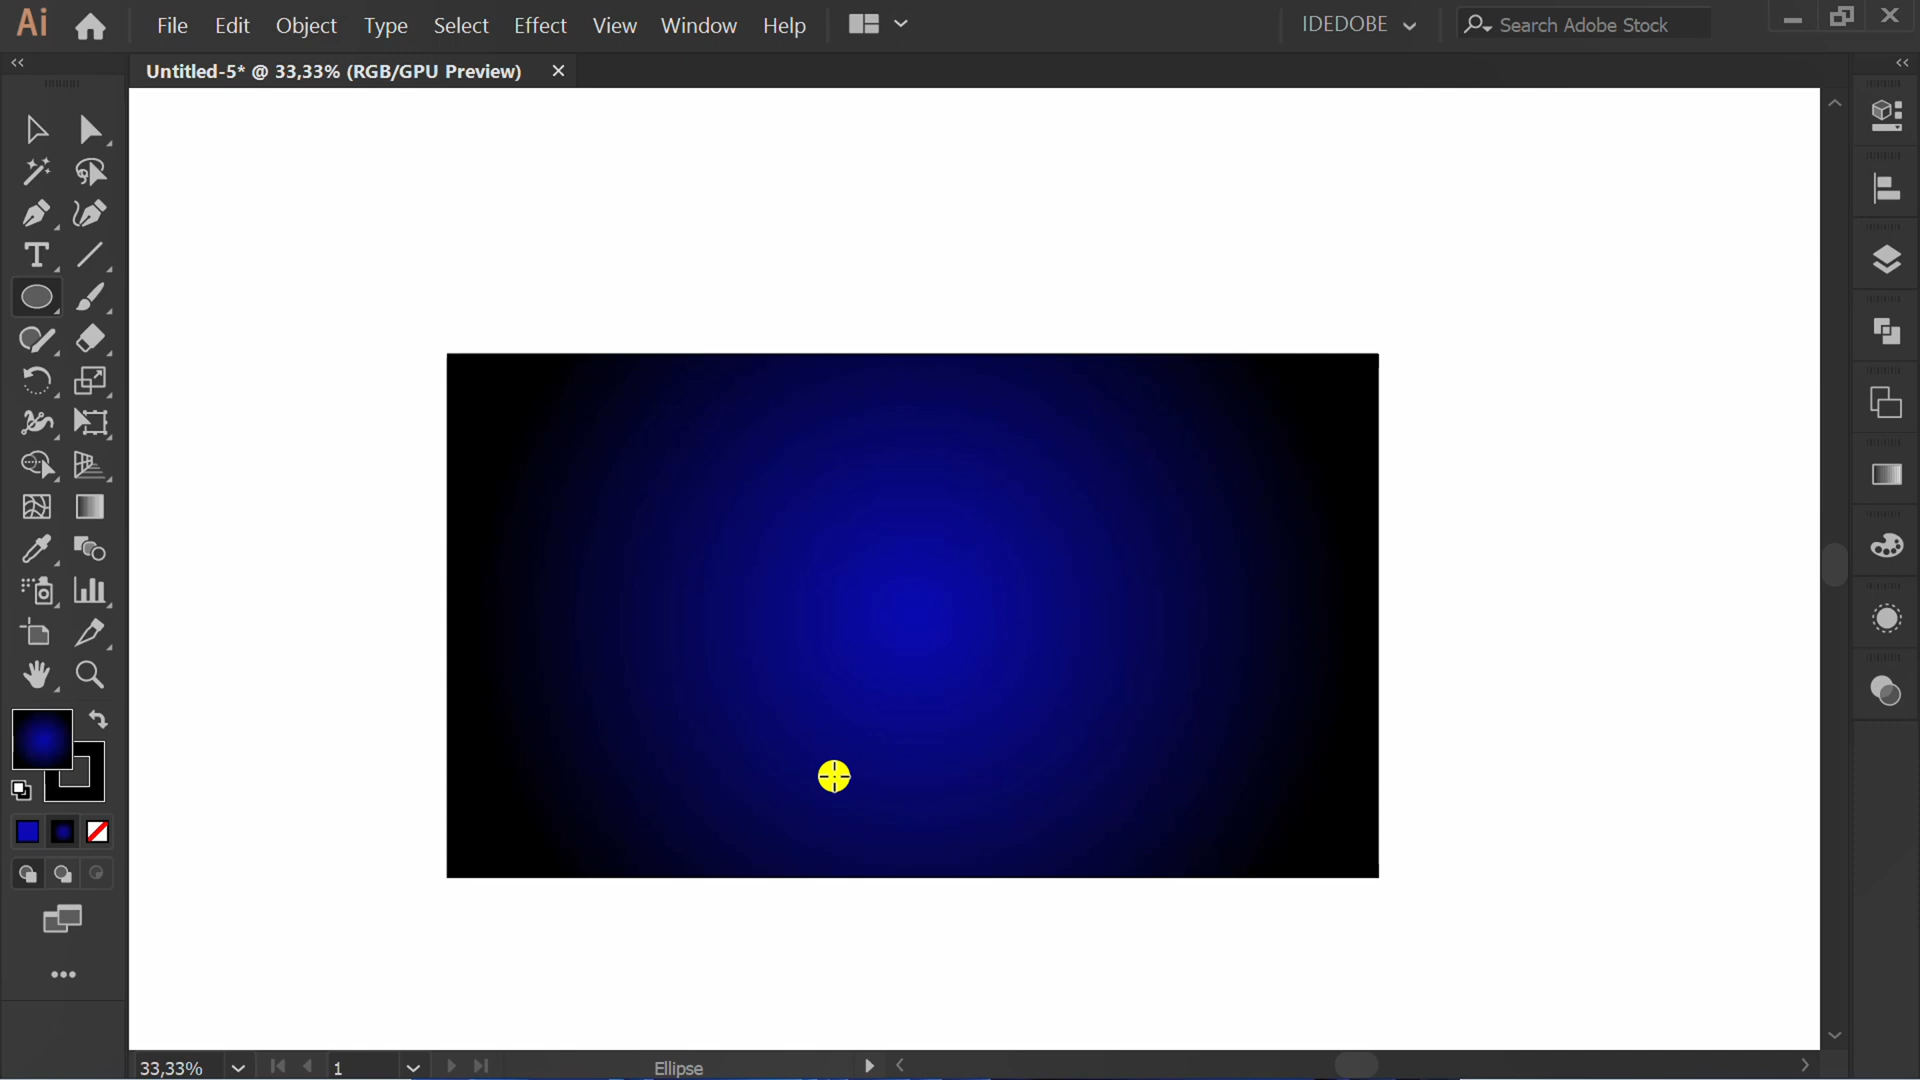 Ai File Edit Object Type Select Effect View Window Help IDEDOBE Search Adobe Stock
Untitled-5* @ 33,33% (RGB/GPU Preview)
T
33,33% 1 Ellipse